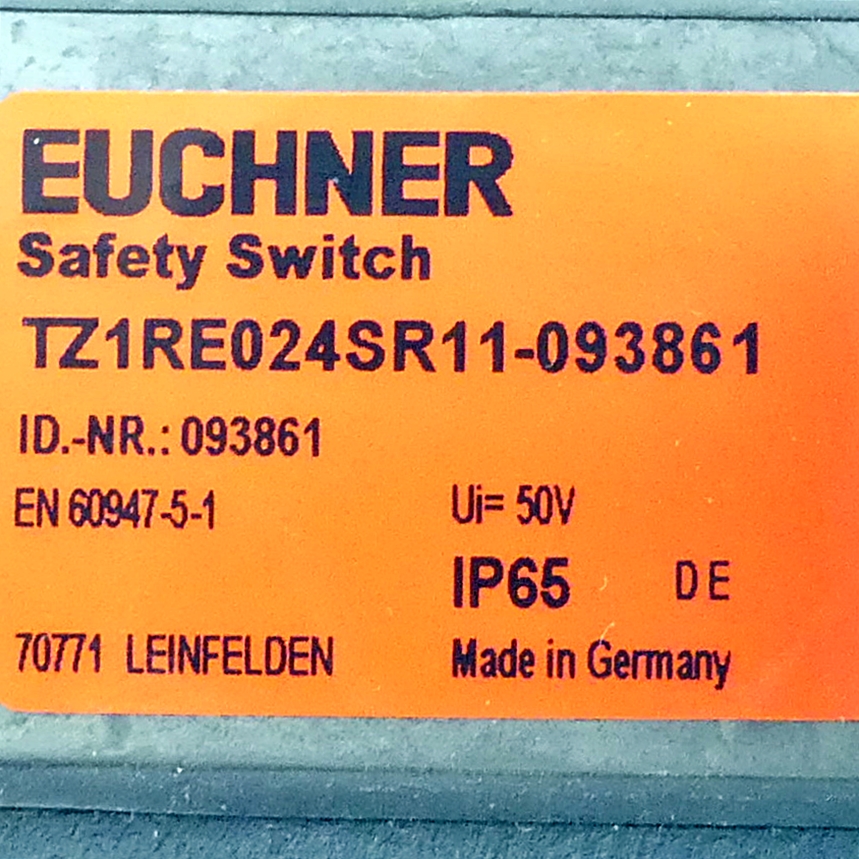 EUCHNER
Safety Switch
TZ1RE024SR11-093861
ID.-NR.: 093861
EN 60947-5-1 Ui= 50V
IP65 DE
70771 LEINFELDEN Made in Germany